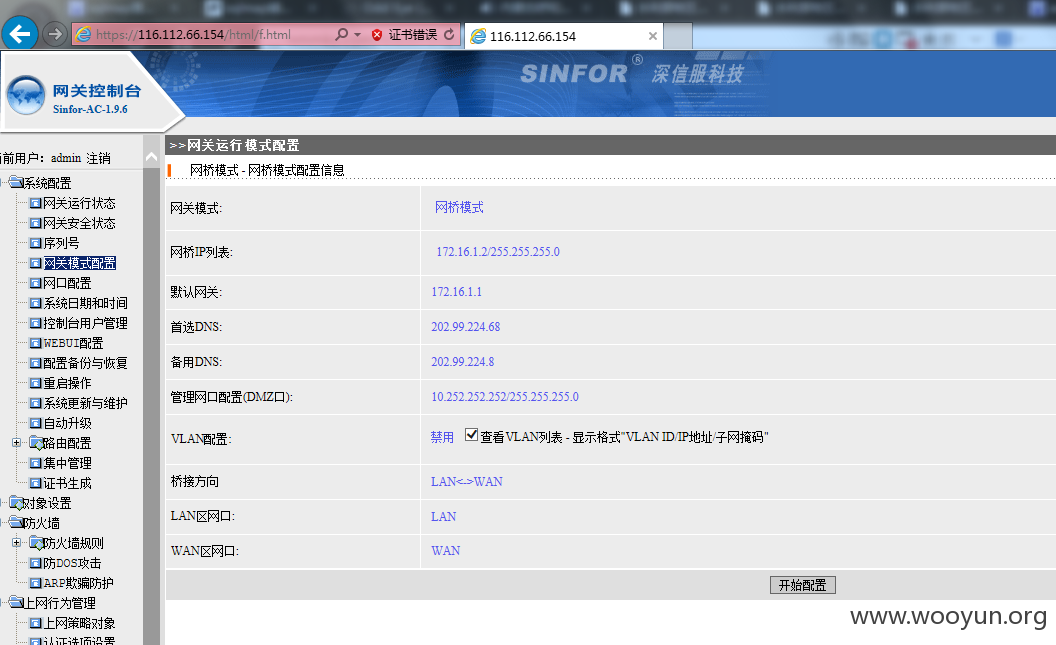 https://116.112.66.154/html/f.html 证书错误 116.112.66.154
网关控制台
Sinfor-AC-1.9.6
SINFOR® 深信服科技
前用户：admin 注销
系统配置
网关运行状态
网关安全状态
序列号
网关模式配置
网口配置
系统日期和时间
控制台用户管理
WEBUI配置
配置备份与恢复
重启操作
系统更新与维护
自动升级
路由配置
集中管理
证书生成
对象设置
防火墙
防火墙规则
防DOS攻击
ARP欺骗防护
上网行为管理
上网策略对象
认证选项设置
>>网关运行模式配置
网桥模式 - 网桥模式配置信息
网关模式: 网桥模式
网桥IP列表: 172.16.1.2/255.255.255.0
默认网关: 172.16.1.1
首选DNS: 202.99.224.68
备用DNS: 202.99.224.8
管理网口配置(DMZ口): 10.252.252.252/255.255.255.0
VLAN配置: 禁用 查看VLAN列表 - 显示格式"VLAN ID/IP地址/子网掩码"
桥接方向 LAN<->WAN
LAN区网口: LAN
WAN区网口: WAN
开始配置
www.wooyun.org